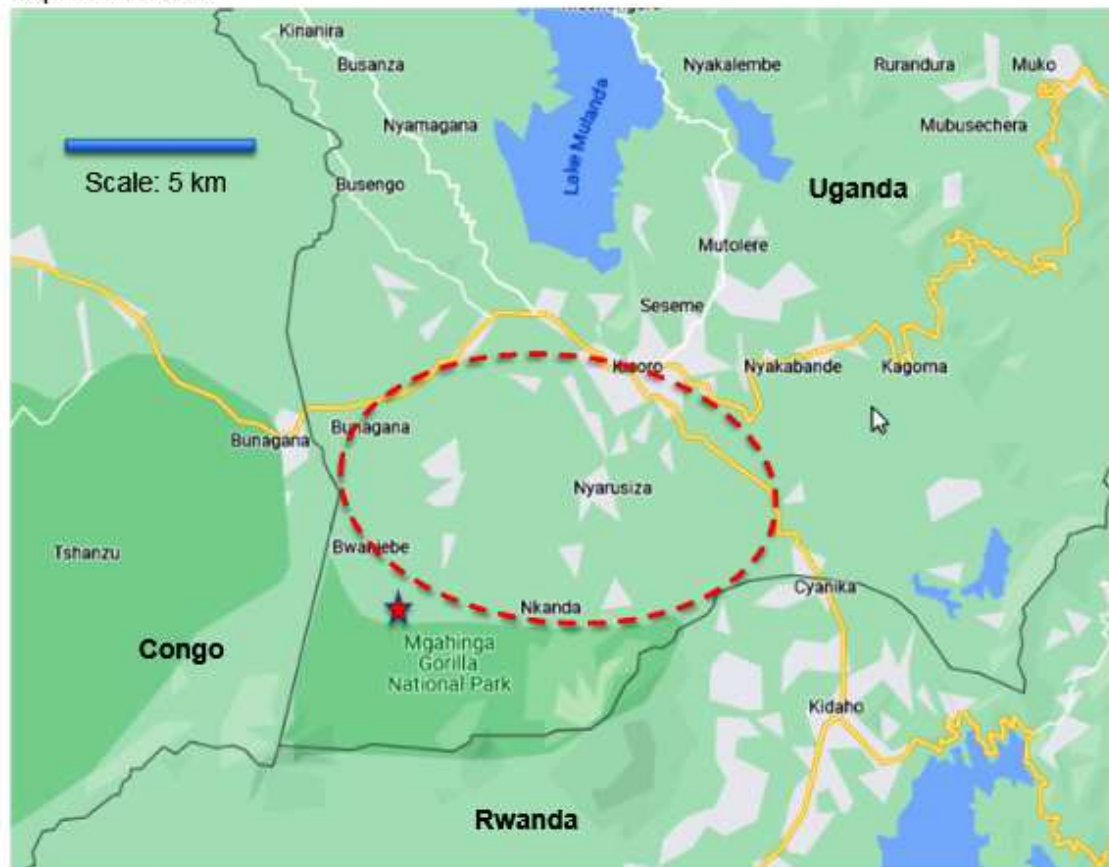 Kinanira
Busanza
Nyakalembe
Rurandura
Muko
Nyamagana
Mubusechera
Lake Mulanda
Scale: 5 km
Busengo
Uganda
Mutolere
Seseme
Kisoro
Nyakabande
Kagoma
Bunagana
Bunagana
Nyarusiza
Tshanzu
Bwanjebe
Cyanika
Nkanda
Congo
Mgahinga
Gorilla
National Park
Kidaho
Rwanda